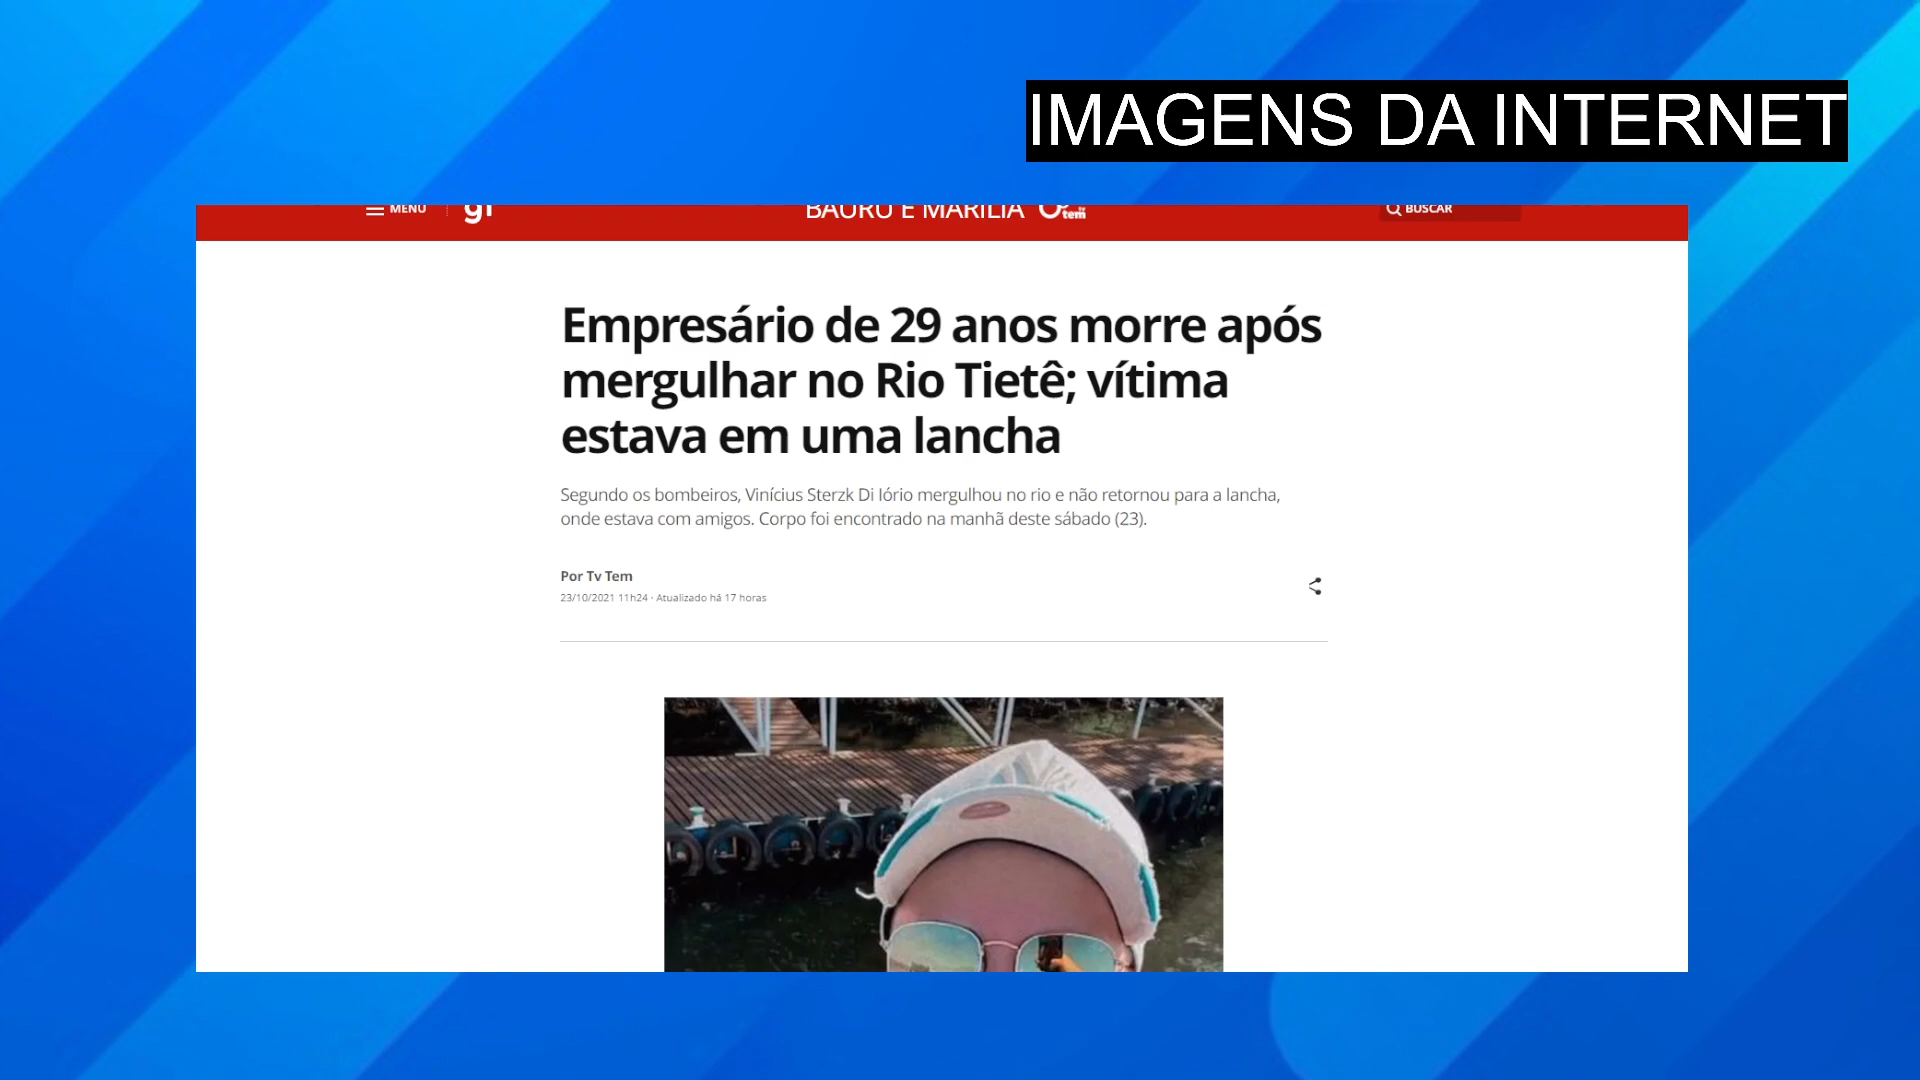 IMAGENS DA INTERNET
MENU
g1
BAURU E MARÍLIA
tv tem
BUSCAR
Empresário de 29 anos morre após
mergulhar no Rio Tietê; vítima
estava em uma lancha
Segundo os bombeiros, Vinícius Sterzk Di Iório mergulhou no rio e não retornou para a lancha,
onde estava com amigos. Corpo foi encontrado na manhã deste sábado (23).
Por Tv Tem
23/10/2021 11h24 · Atualizado há 17 horas